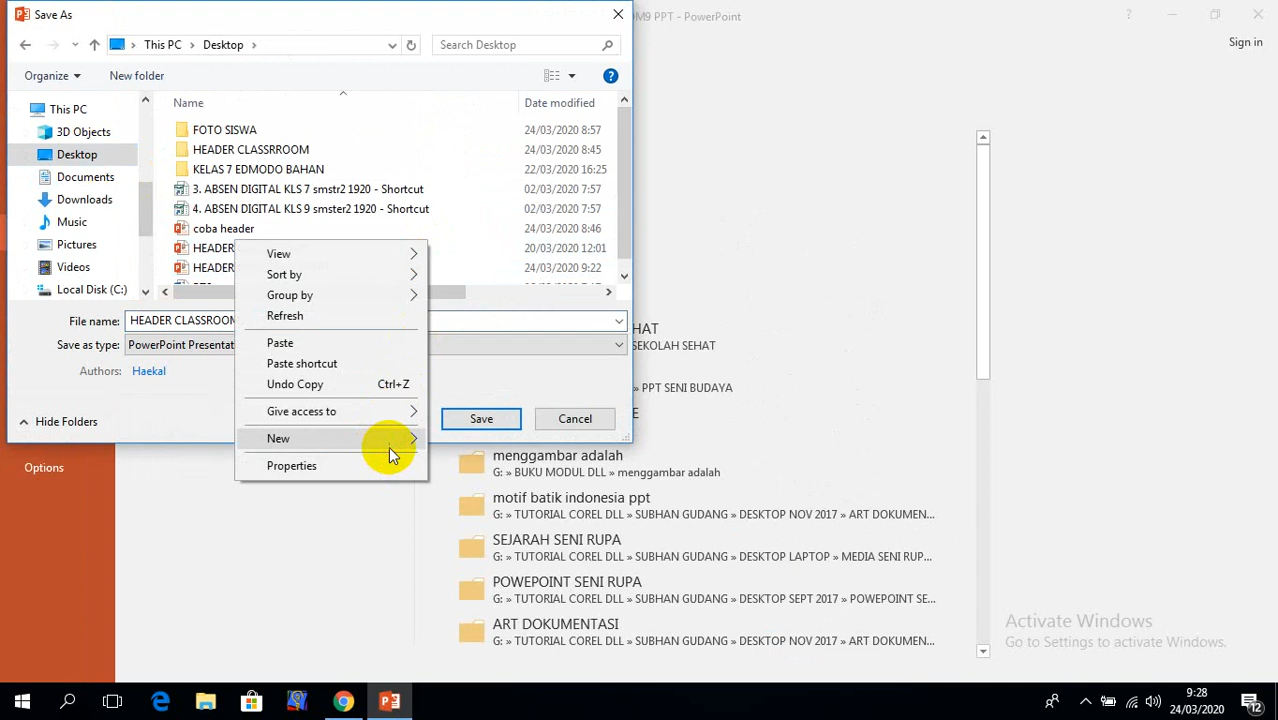 Save As
OM9 PPT - PowerPoint
Sign in
This PC
Desktop
Search Desktop
Organize
New folder
Name
Date modified
This PC
3D Objects
Desktop
Documents
Downloads
Music
Pictures
Videos
Local Disk (C:)
FOTO SISWA 24/03/2020 8:57
HEADER CLASSRROOM 24/03/2020 8:45
KELAS 7 EDMODO BAHAN 22/03/2020 16:25
3. ABSEN DIGITAL KLS 7 smstr2 1920 - Shortcut 02/03/2020 7:57
4. ABSEN DIGITAL KLS 9 smster2 1920 - Shortcut 02/03/2020 7:57
coba header 24/03/2020 8:46
HEADER 20/03/2020 12:01
HEADER 24/03/2020 9:22
File name: HEADER CLASSROOM
Save as type: PowerPoint Presentat
Authors: Haekal
Hide Folders
Save
Cancel
View
Sort by
Group by
Refresh
Paste
Paste shortcut
Undo Copy Ctrl+Z
Give access to
New
Properties
Options
HAT
SEKOLAH SEHAT
» PPT SENI BUDAYA
E
menggambar adalah
G: » BUKU MODUL DLL » menggambar adalah
motif batik indonesia ppt
G: » TUTORIAL COREL DLL » SUBHAN GUDANG » DESKTOP NOV 2017 » ART DOKUMEN...
SEJARAH SENI RUPA
G: » TUTORIAL COREL DLL » SUBHAN GUDANG » DESKTOP LAPTOP » MEDIA SENI RUP...
POWEPOINT SENI RUPA
G: » TUTORIAL COREL DLL » SUBHAN GUDANG » DESKTOP SEPT 2017 » POWEPOINT SE...
ART DOKUMENTASI
G: » TUTORIAL COREL DLL » SUBHAN GUDANG » DESKTOP NOV 2017 » ART DOKUMEN...
Activate Windows
Go to Settings to activate Windows.
9:28
24/03/2020
12